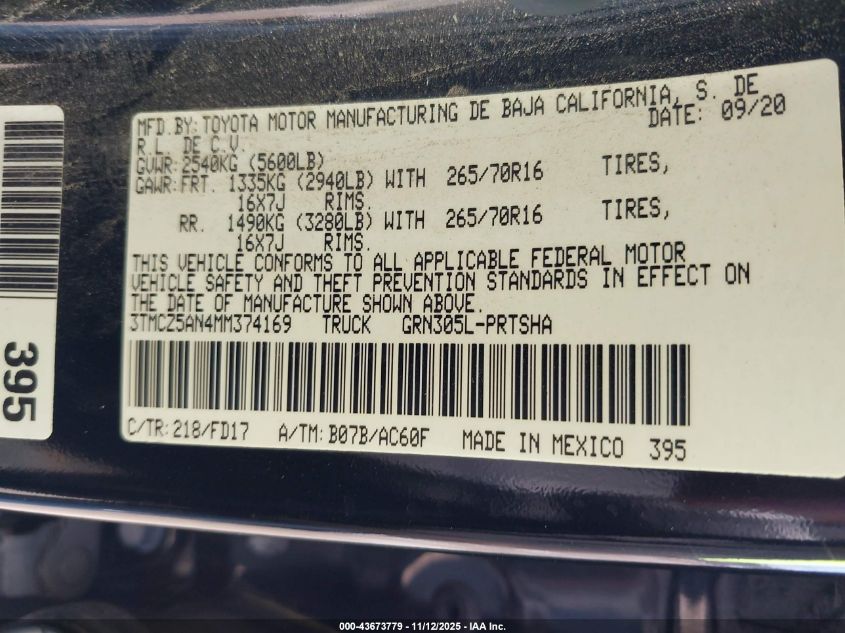 MFD.BY:TOYOTA MOTOR MANUFACTURING DE BAJA CALIFORNIA, S. DE
R.L. DE C.V. DATE: 09/20
GVWR:2540KG (5600LB)
GAWR:FRT. 1335KG (2940LB) WITH 265/70R16 TIRES,
16X7J RIMS.
RR. 1490KG (3280LB) WITH 265/70R16 TIRES,
16X7J RIMS.
THIS VEHICLE CONFORMS TO ALL APPLICABLE FEDERAL MOTOR
VEHICLE SAFETY AND THEFT PREVENTION STANDARDS IN EFFECT ON
THE DATE OF MANUFACTURE SHOWN ABOVE.
3TMCZ5AN4MM374169 TRUCK GRN305L-PRTSHA
C/TR:218/FD17 A/TM:B07B/AC60F MADE IN MEXICO 395
395
000-43673779 - 11/12/2025 - IAA Inc.